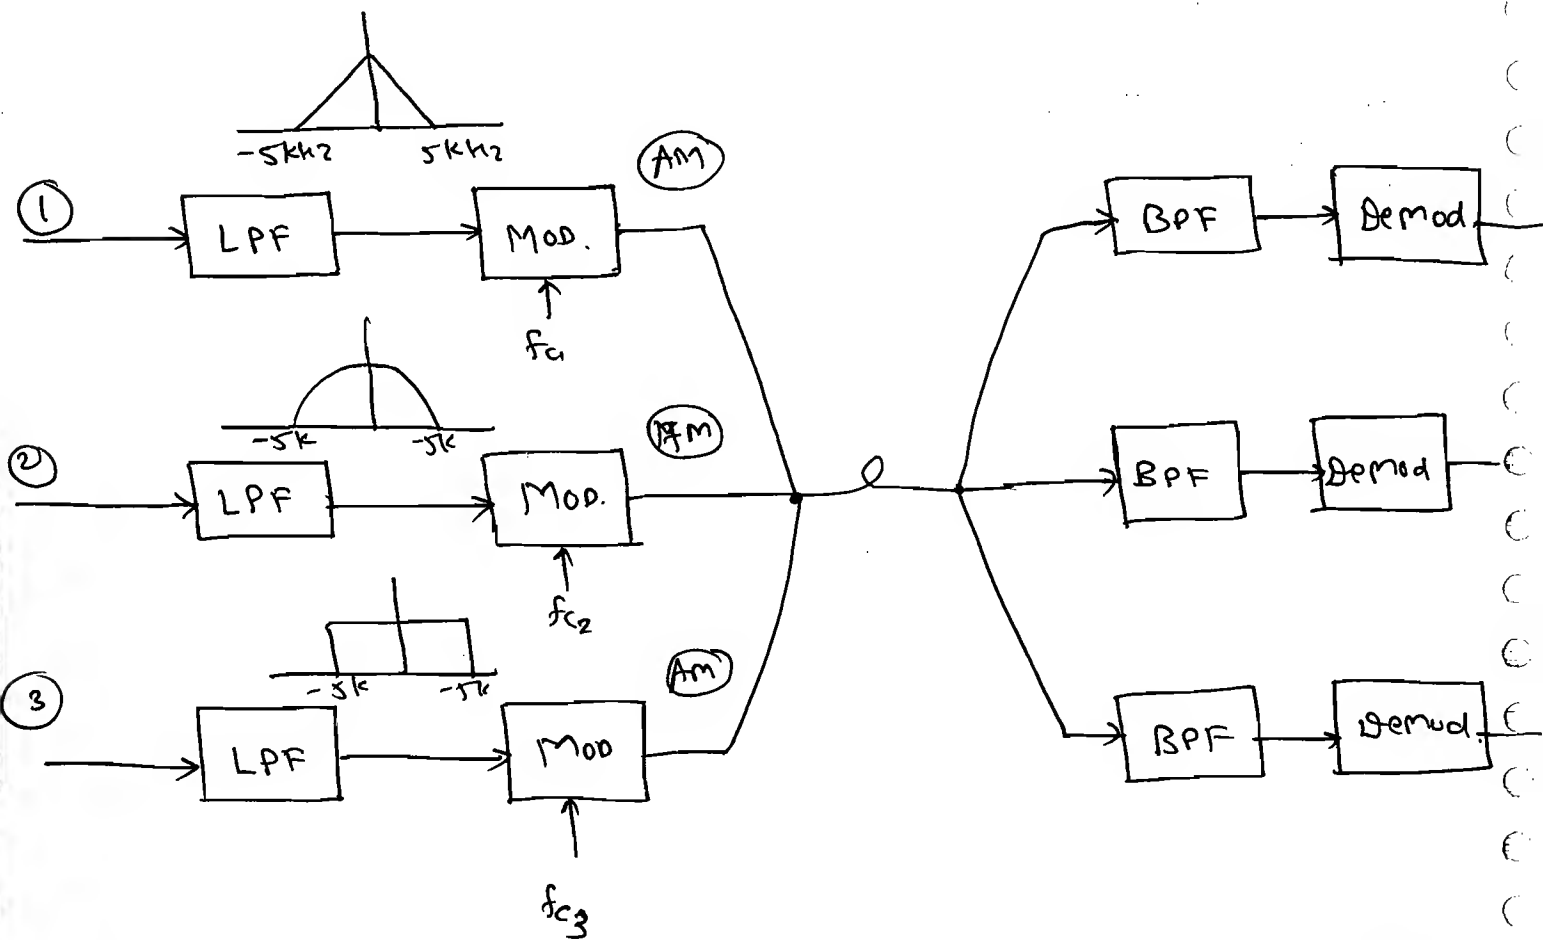 -5kHz 5kHz
AM
1
LPF
MOD.
BPF
Demod
fc1
-5k -5k
FM
2
LPF
MOD.
BPF
Demod
fc2
-5k -5k
AM
3
LPF
MOD
BPF
Demod.
fc3